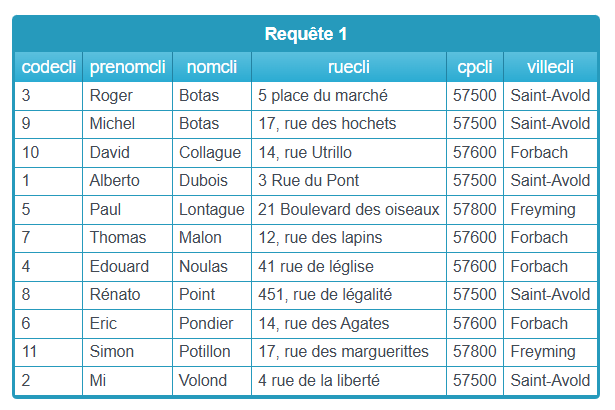 Requête 1
codecli prenomcli nomcli ruecli cpcli villecli
3 Roger Botas 5 place du marché 57500 Saint-Avold
9 Michel Botas 17, rue des hochets 57500 Saint-Avold
10 David Collague 14, rue Utrillo 57600 Forbach
1 Alberto Dubois 3 Rue du Pont 57500 Saint-Avold
5 Paul Lontague 21 Boulevard des oiseaux 57800 Freyming
7 Thomas Malon 12, rue des lapins 57600 Forbach
4 Edouard Noulas 41 rue de léglise 57600 Forbach
8 Rénato Point 451, rue de légalité 57500 Saint-Avold
6 Eric Pondier 14, rue des Agates 57600 Forbach
11 Simon Potillon 17, rue des marguerittes 57800 Freyming
2 Mi Volond 4 rue de la liberté 57500 Saint-Avold